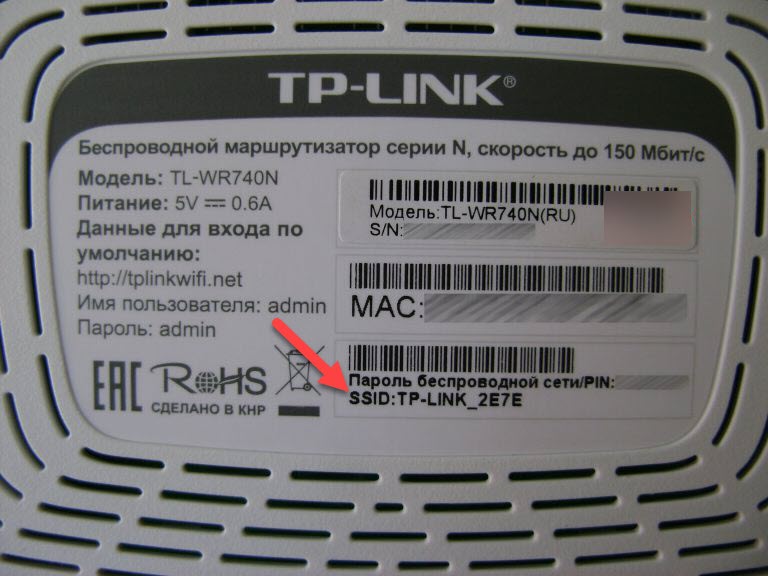 TP-LINK®
Беспроводной маршрутизатор серии N, скорость до 150 Мбит/с
Модель: TL-WR740N
Питание: 5V ⎓ 0.6A
Данные для входа по
умолчанию:
http://tplinkwifi.net
Имя пользователя: admin
Пароль: admin
EAC RoHS
СДЕЛАНО В КНР
Модель:TL-WR740N(RU)
S/N:
MAC:
Пароль беспроводной сети/PIN:
SSID:TP-LINK_2E7E